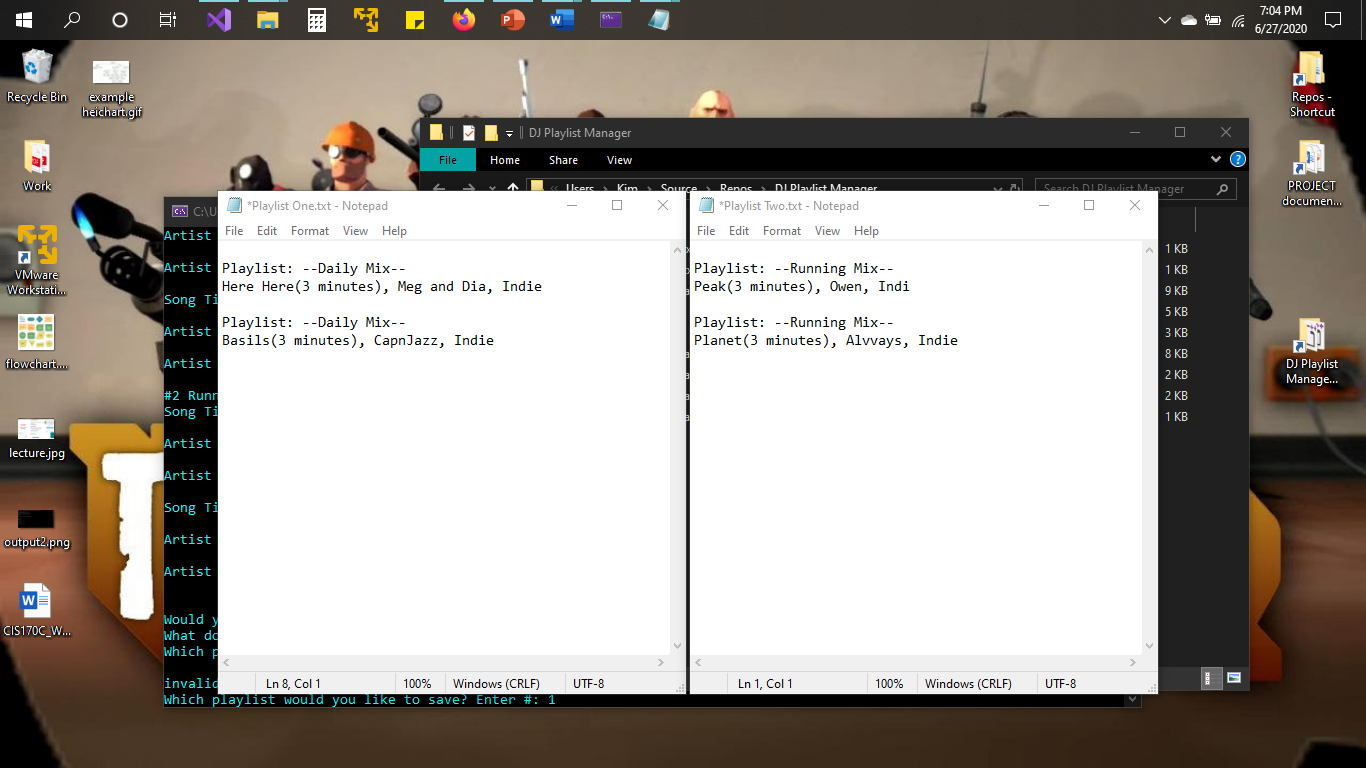 7:04 PM
6/27/2020
Recycle Bin
example
heichart.gif
Work
VMware
Workstati...
flowchart....
lecture.jpg
output2.png
CIS170C_W...
Repos -
Shortcut
PROJECT
documen...
DJ Playlist
Manage...
DJ Playlist Manager
File Home Share View
Users Kim Source Repos DJ Playlist Manager
Search DJ Playlist Manager
1 KB
1 KB
9 KB
5 KB
3 KB
8 KB
2 KB
2 KB
1 KB
C:\U
Artist
Artist
Song Ti
Artist
Artist
#2 Runn
Song Ti
Artist
Artist
Song Ti
Artist
Artist
Would y
What do
Which p
invalid
Which playlist would you like to save? Enter #: 1
*Playlist One.txt - Notepad
File Edit Format View Help
Playlist: --Daily Mix--
Here Here(3 minutes), Meg and Dia, Indie
Playlist: --Daily Mix--
Basils(3 minutes), CapnJazz, Indie
Ln 8, Col 1 100% Windows (CRLF) UTF-8
*Playlist Two.txt - Notepad
File Edit Format View Help
Playlist: --Running Mix--
Peak(3 minutes), Owen, Indi
Playlist: --Running Mix--
Planet(3 minutes), Alvvays, Indie
Ln 1, Col 1 100% Windows (CRLF) UTF-8